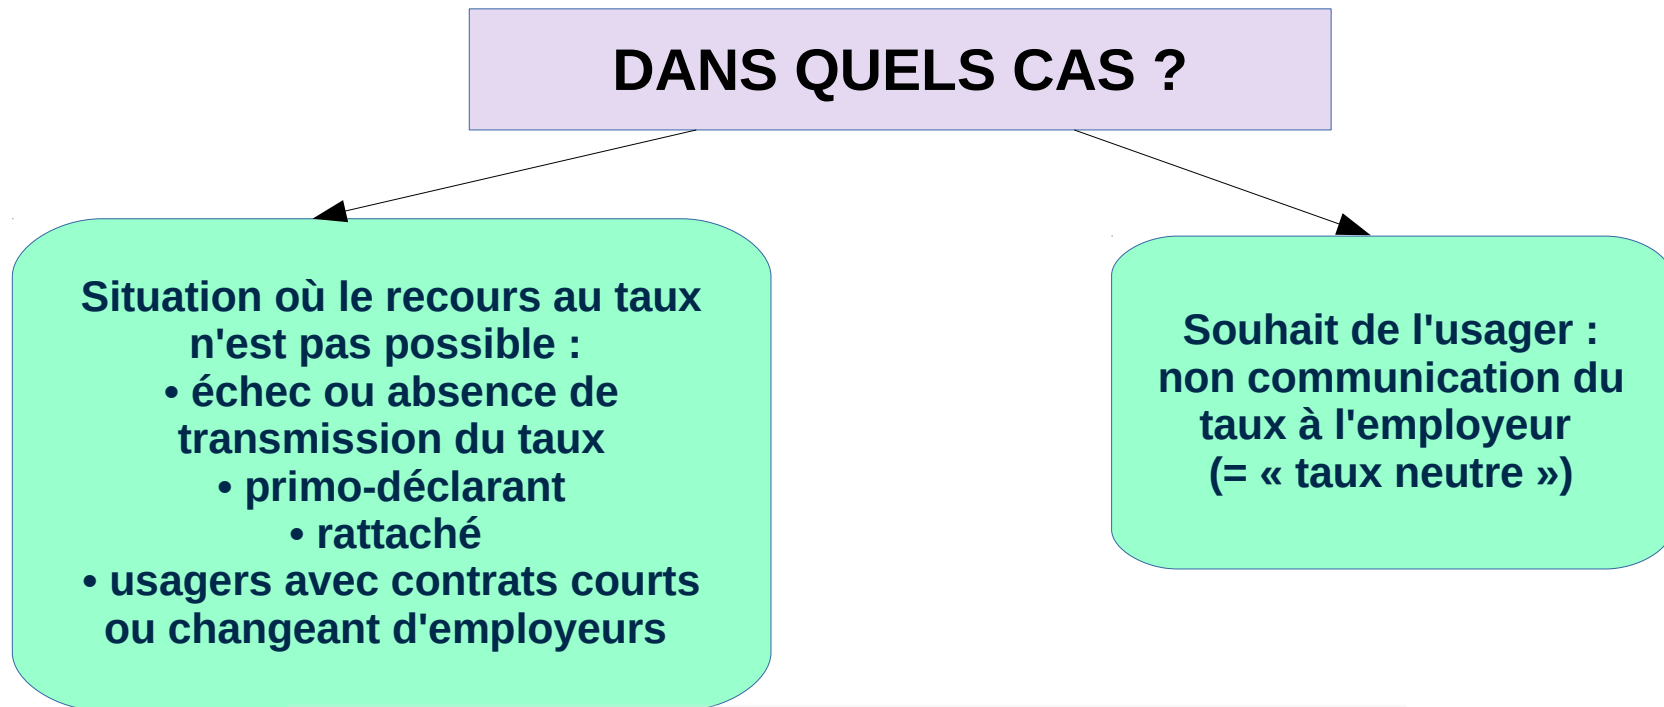 DANS QUELS CAS ?
Situation où le recours au taux
n'est pas possible :
• échec ou absence de
transmission du taux
• primo-déclarant
• rattaché
• usagers avec contrats courts
ou changeant d'employeurs
Souhait de l'usager :
non communication du
taux à l'employeur
(= « taux neutre »)